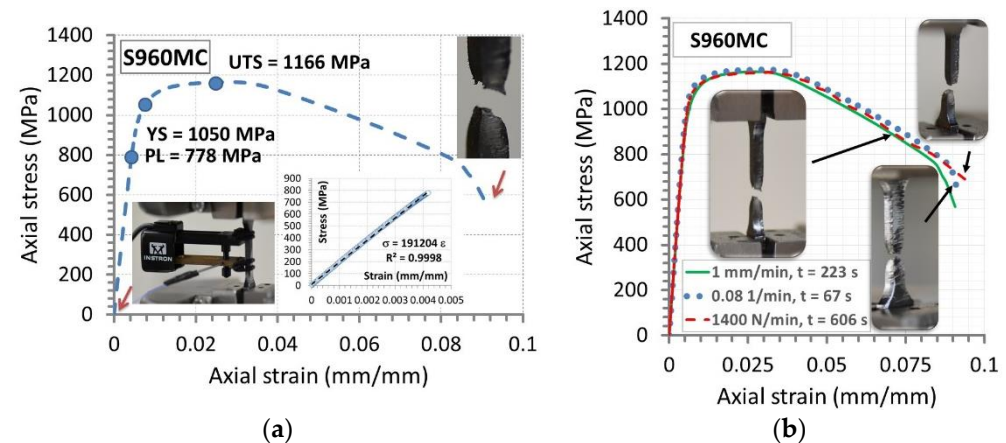 S960MC
UTS = 1166 MPa
YS = 1050 MPa
PL = 778 MPa
Axial stress (MPa)
1400
1200
1000
800
600
400
200
0
0 0.02 0.04 0.06 0.08 0.1
Axial strain (mm/mm)
INSTRON
Stress (MPa)
900
800
700
600
500
400
300
200
100
0
σ = 191204 ε
R² = 0.9998
Strain (mm/mm)
0 0.001 0.002 0.003 0.004 0.005
(a)
S960MC
Axial stress (MPa)
1400
1200
1000
800
600
400
200
0
1 mm/min, t = 223 s
0.08 1/min, t = 67 s
1400 N/min, t = 606 s
0 0.025 0.05 0.075 0.1
Axial strain (mm/mm)
(b)